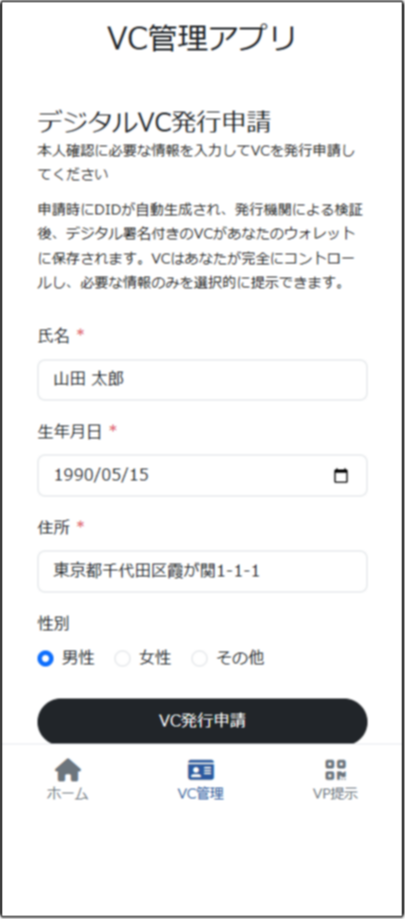 VC管理アプリ
デジタルVC発行申請
本人確認に必要な情報を入力してVCを発行申請し
てください
申請時にDIDが自動生成され、発行機関による検証
後、デジタル署名付きのVCがあなたのウォレット
に保存されます。VCはあなたが完全にコントロー
ルし、必要な情報のみを選択的に提示できます。
氏名 *
山田 太郎
生年月日 *
1990/05/15
住所 *
東京都千代田区霞が関1-1-1
性別
男性 女性 その他
VC発行申請
ホーム VC管理 VP提示